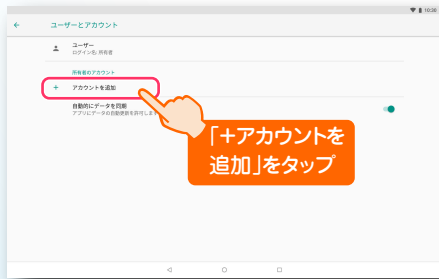 10:36
ユーザーとアカウント
ユーザー
ログイン名: 所有者
所有者のアカウント
+ アカウントを追加
自動的にデータを同期
アプリにデータの自動更新を許可します
「+アカウントを
追加」をタップ